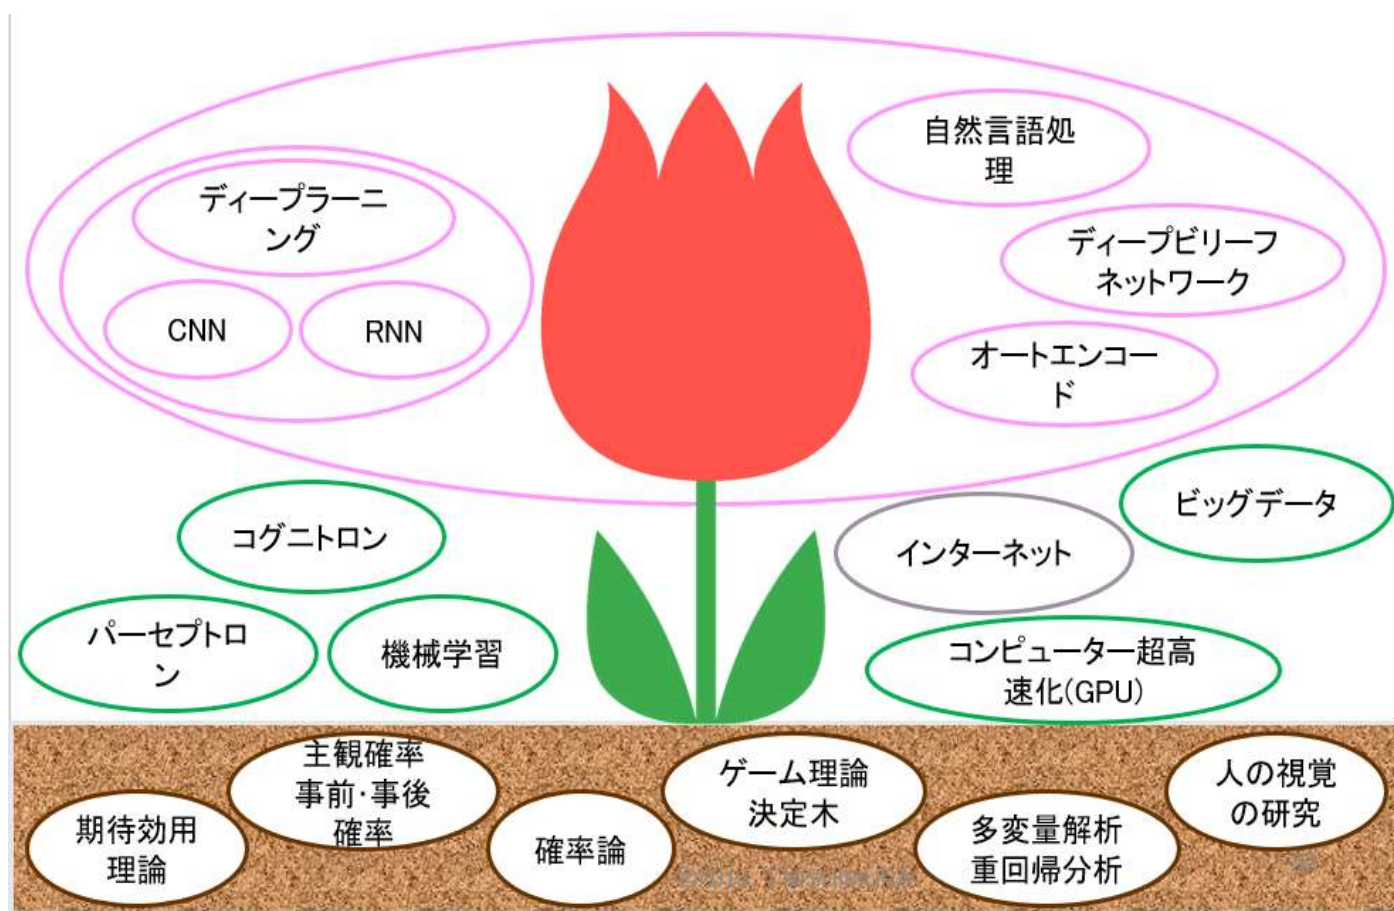 自然言語処
理
ディープラーニ
ング
ディープビリーフ
ネットワーク
CNN
RNN
オートエンコー
ド
コグニトロン
ビッグデータ
インターネット
パーセプトロ
ン
機械学習
コンピューター超高
速化(GPU)
主観確率
事前・事後
確率
ゲーム理論
決定木
人の視覚
の研究
期待効用
理論
確率論
多変量解析
重回帰分析